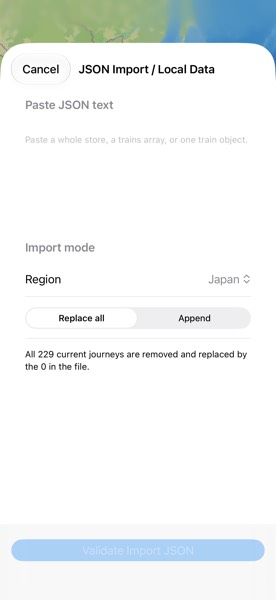 Cancel
JSON Import / Local Data
Paste JSON text
Paste a whole store, a trains array, or one train object.
Import mode
Region
Japan
Replace all
Append
All 229 current journeys are removed and replaced by
the 0 in the file.
Validate Import JSON